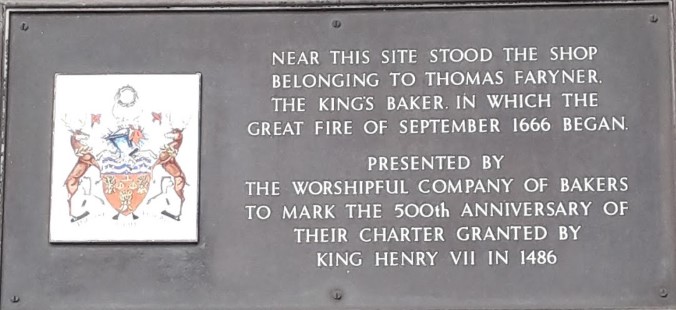 NEAR THIS SITE STOOD THE SHOP
BELONGING TO THOMAS FARYNER,
THE KING'S BAKER, IN WHICH THE
GREAT FIRE OF SEPTEMBER 1666 BEGAN.
PRESENTED BY
THE WORSHIPFUL COMPANY OF BAKERS
TO MARK THE 500th ANNIVERSARY OF
THEIR CHARTER GRANTED BY
KING HENRY VII IN 1486